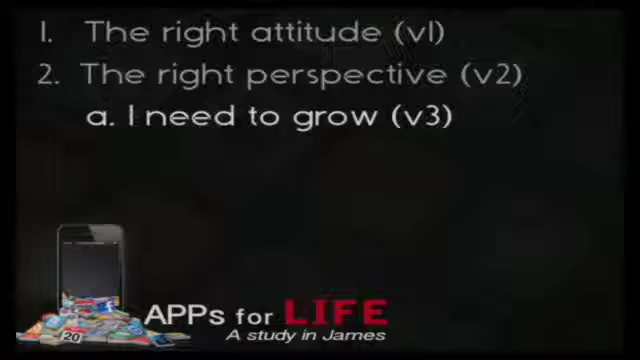 1. The right attitude (v1)
2. The right perspective (v2)
a. I need to grow (v3)
20
APPs for LIFE
A study in James